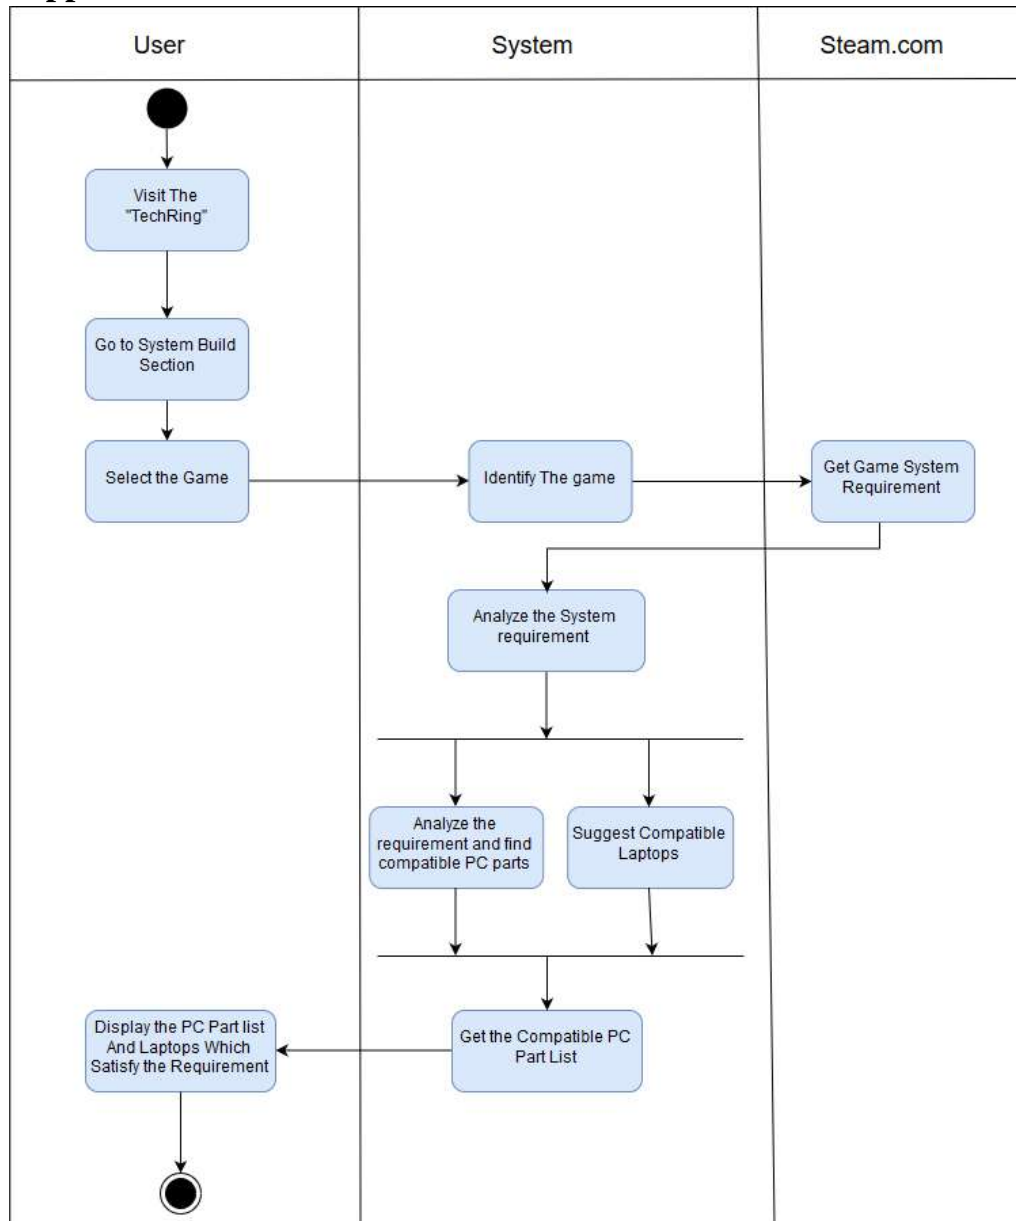 User
System
Steam.com
Visit The
"TechRing"
Go to System Build
Section
Select the Game
Identify The game
Get Game System
Requirement
Analyze the System
requirement
Analyze the
requirement and find
compatible PC parts
Suggest Compatible
Laptops
Display the PC Part list
And Laptops Which
Satisfy the Requirement
Get the Compatible PC
Part List